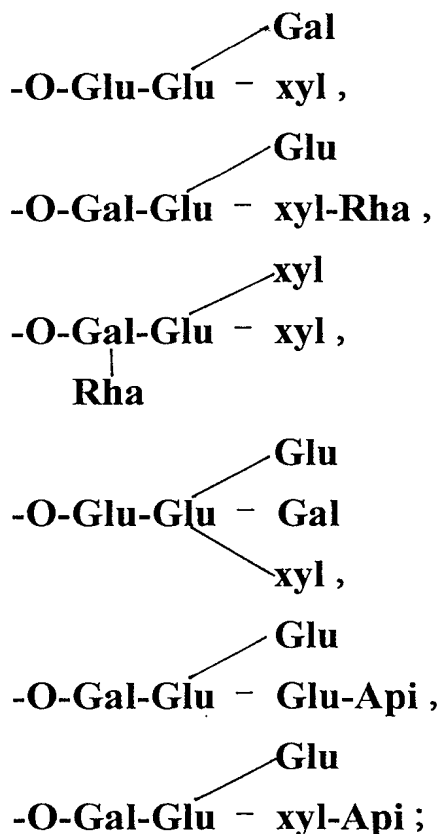 Gal
-O-Glu-Glu - xyl ,
Glu
-O-Gal-Glu - xyl-Rha ,
xyl
-O-Gal-Glu - xyl ,
Rha
Glu
-O-Glu-Glu - Gal
xyl ,
Glu
-O-Gal-Glu - Glu-Api ,
Glu
-O-Gal-Glu - xyl-Api ;